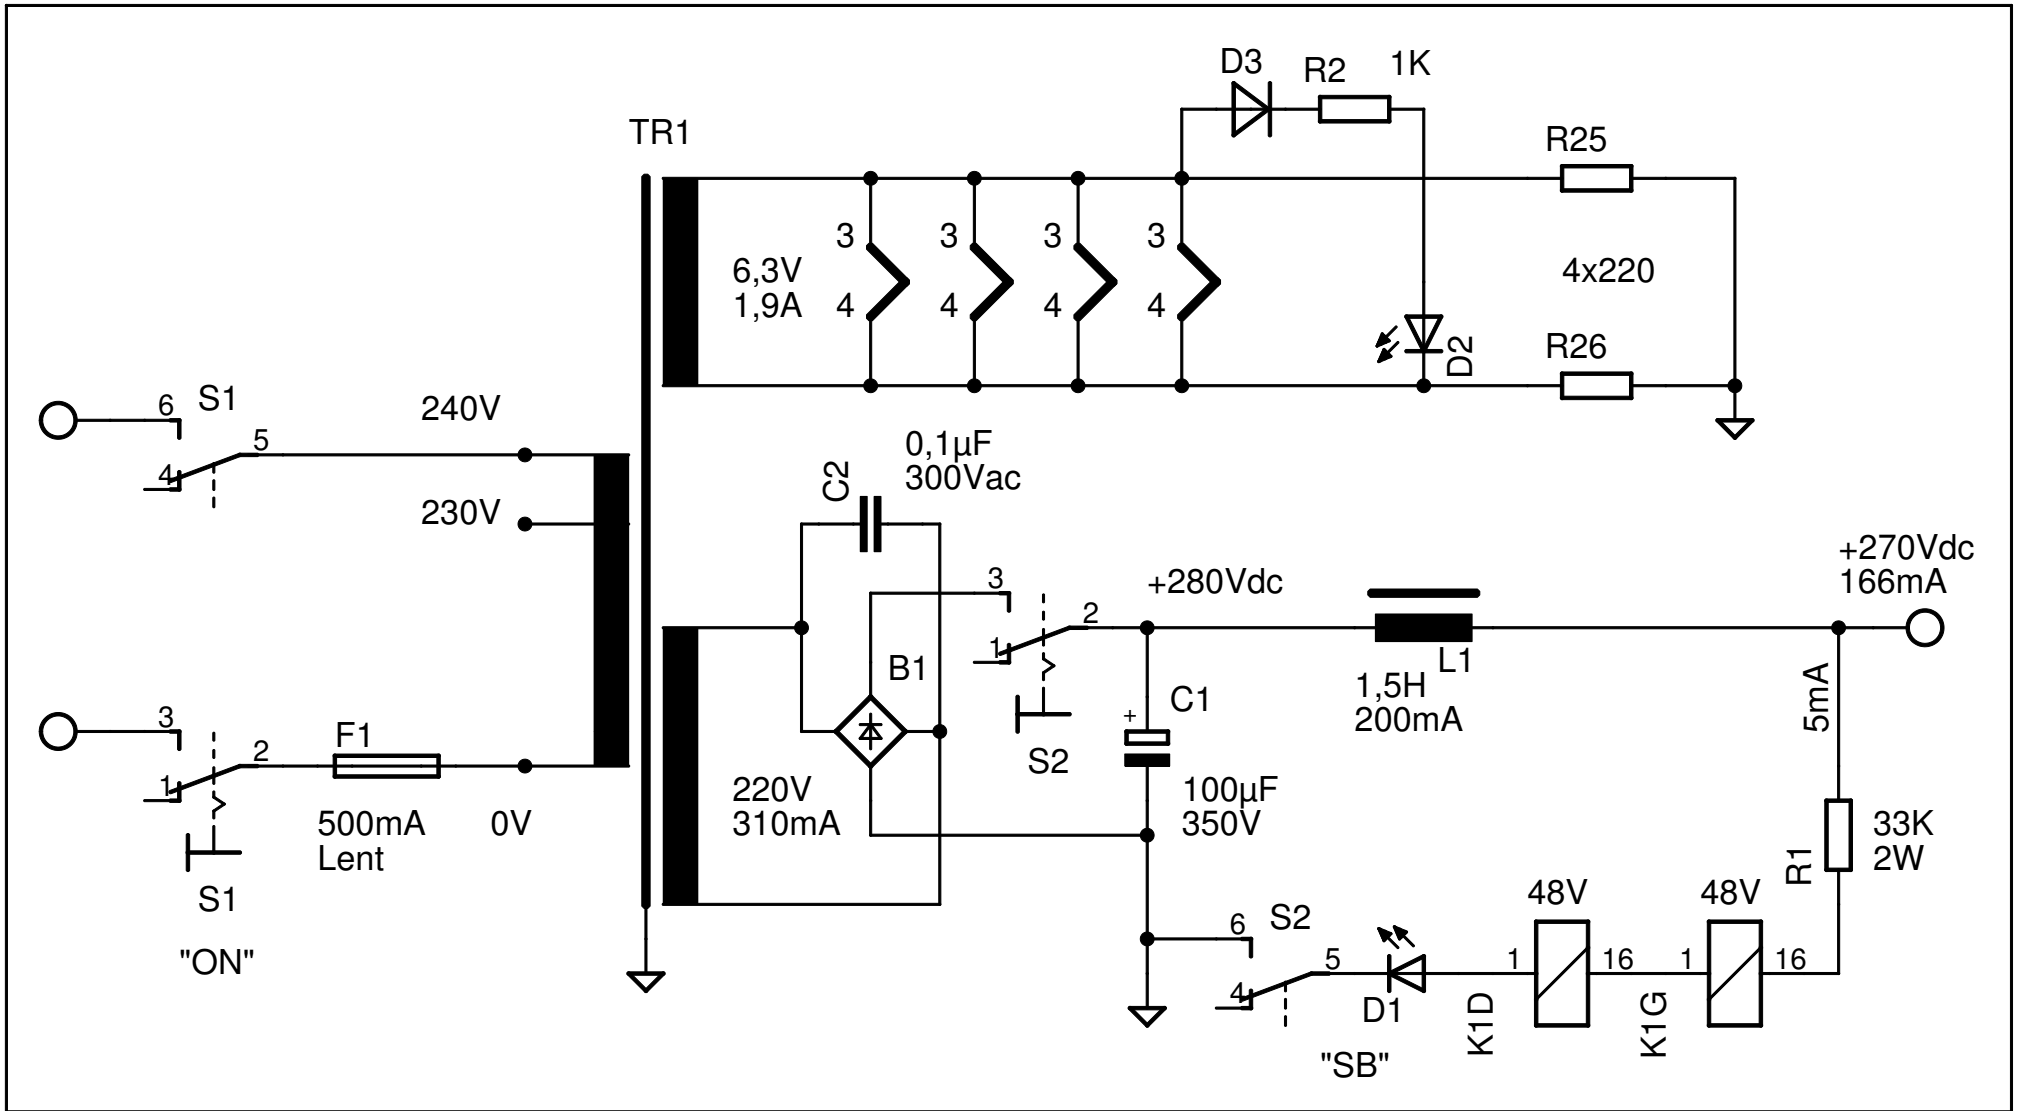 D3
R2
1K
TR1
R25
3
3
3
3
6,3V
1,9A
4
4
4
4
4x220
R26
D2
6
S1
4
5
240V
230V
0,1µF
300Vac
C2
3
1
2
+280Vdc
+270Vdc
166mA
B1
L1
1,5H
200mA
5mA
S2
C1
+
3
1
2
F1
500mA
Lent
0V
S1
"ON"
220V
310mA
100µF
350V
R1
33K
2W
6
S2
4
5
D1
"SB"
48V
1
16
K1D
48V
1
16
K1G